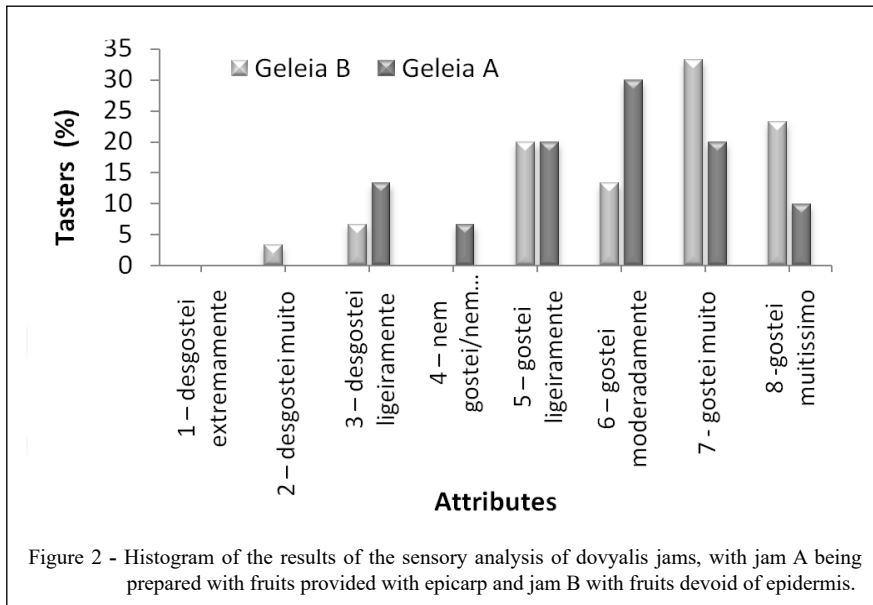 35
30
25
20
15
10
5
0
Tasters (%)
Geleia B
Geleia A
1 – desgostei
extremamente
2 – desgostei muito
3 – desgostei
ligeiramente
4 – nem
gostei/nem...
5 – gostei
ligeiramente
6 – gostei
moderadamente
7 - gostei muito
8 -gostei
muitissimo
Attributes
Figure 2 - Histogram of the results of the sensory analysis of dovyalis jams, with jam A being
prepared with fruits provided with epicarp and jam B with fruits devoid of epidermis.